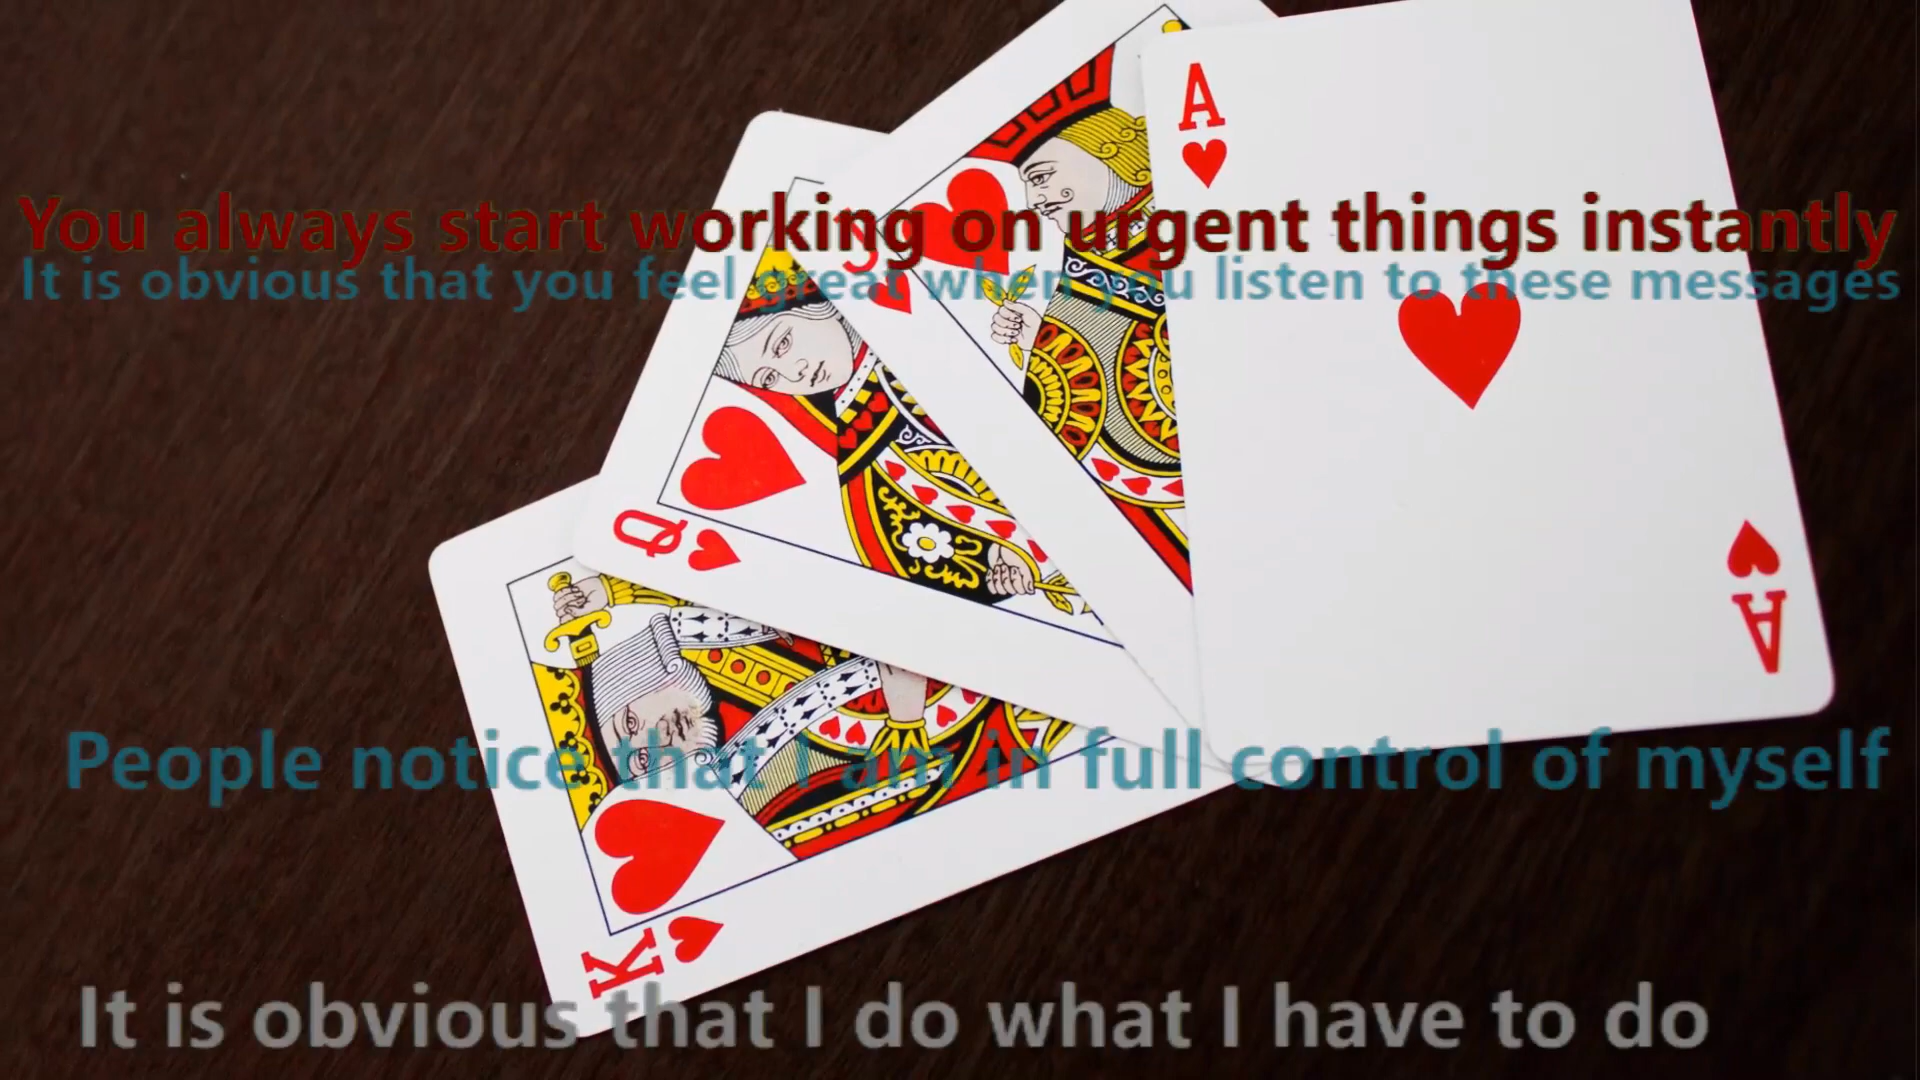 A
You always start working on urgent things instantly
J
It is obvious that you feel great when you listen to these messages
Q
A
People notice that I am in full control of myself
K
It is obvious that I do what I have to do